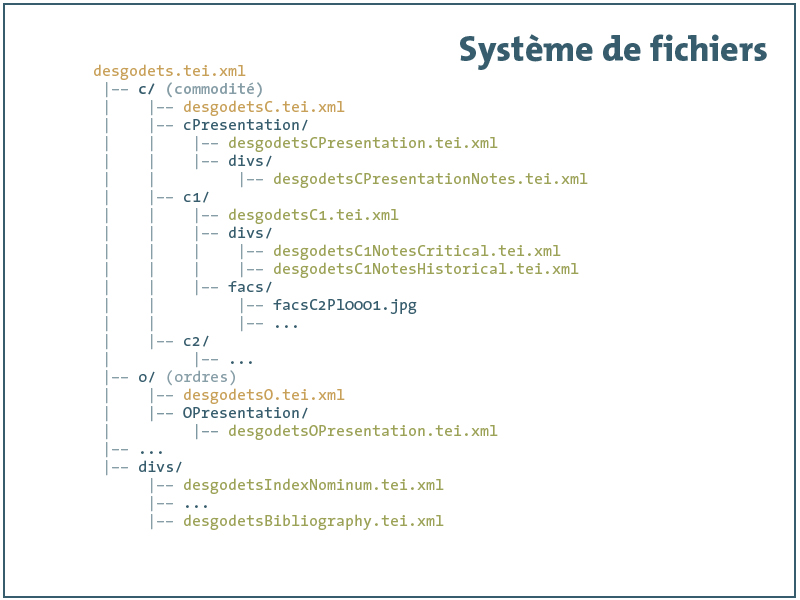 Système de fichiers
desgodets.tei.xml
|-- c/ (commodité)
|   |-- desgodetsC.tei.xml
|   |-- cPresentation/
|   |   |-- desgodetsCPresentation.tei.xml
|   |   |-- divs/
|   |       |-- desgodetsCPresentationNotes.tei.xml
|   |-- c1/
|   |   |-- desgodetsC1.tei.xml
|   |   |-- divs/
|   |   |   |-- desgodetsC1NotesCritical.tei.xml
|   |   |   |-- desgodetsC1NotesHistorical.tei.xml
|   |   |-- facs/
|   |       |-- facsC2Pl0001.jpg
|   |       |-- ...
|   |-- c2/
|       |-- ...
|-- o/ (ordres)
|   |-- desgodetsO.tei.xml
|   |-- OPresentation/
|       |-- desgodetsOPresentation.tei.xml
|-- ...
|-- divs/
    |-- desgodetsIndexNominum.tei.xml
    |-- ...
    |-- desgodetsBibliography.tei.xml